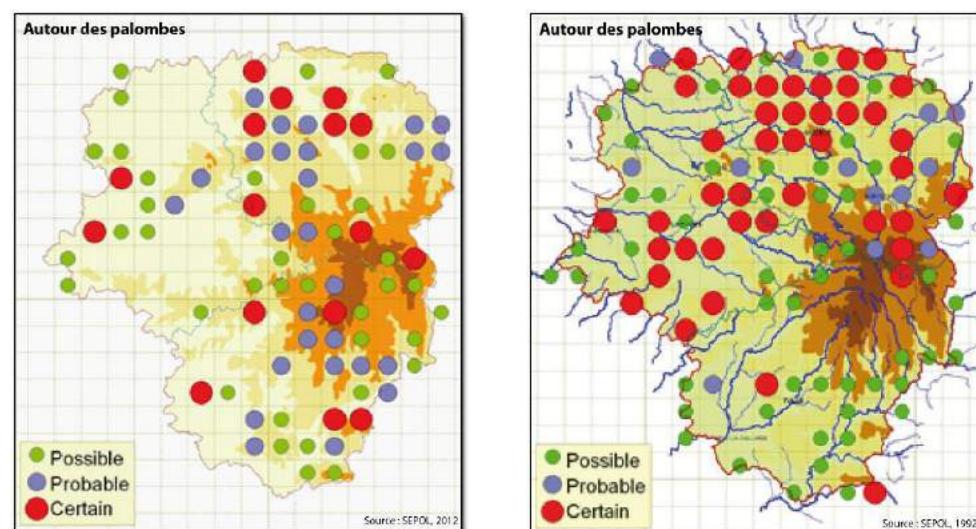 Autour des palombes
Possible
Probable
Certain
Source : SEPOL, 2012
Autour des palombes
Possible
Probable
Certain